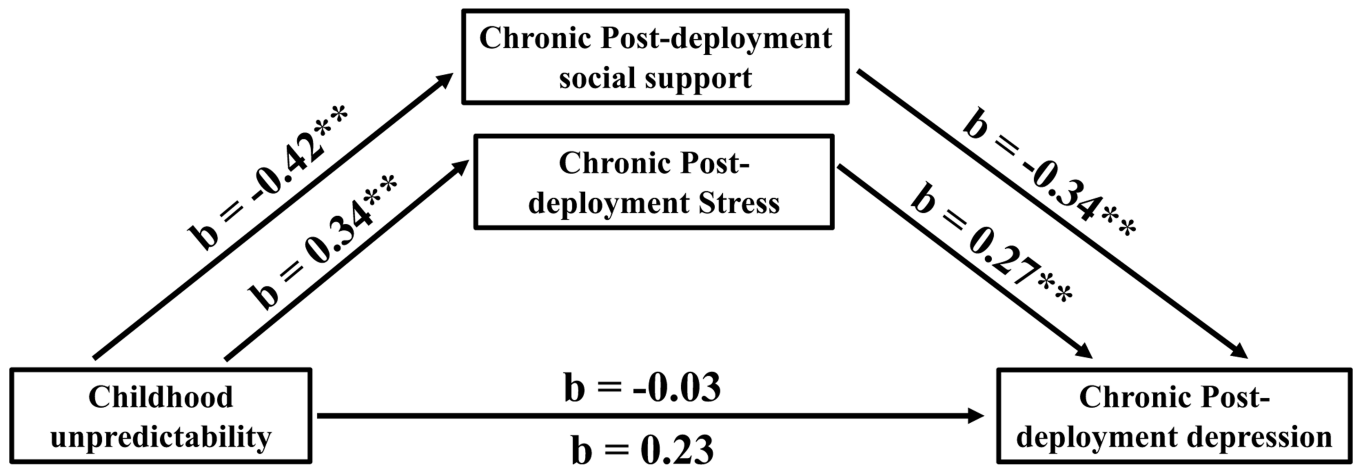 Chronic Post-deployment
social support
b = -0.42**
b = -0.34**
Chronic Post-
deployment Stress
b = 0.34**
b = 0.27**
Childhood
unpredictability
b = -0.03
b = 0.23
Chronic Post-
deployment depression